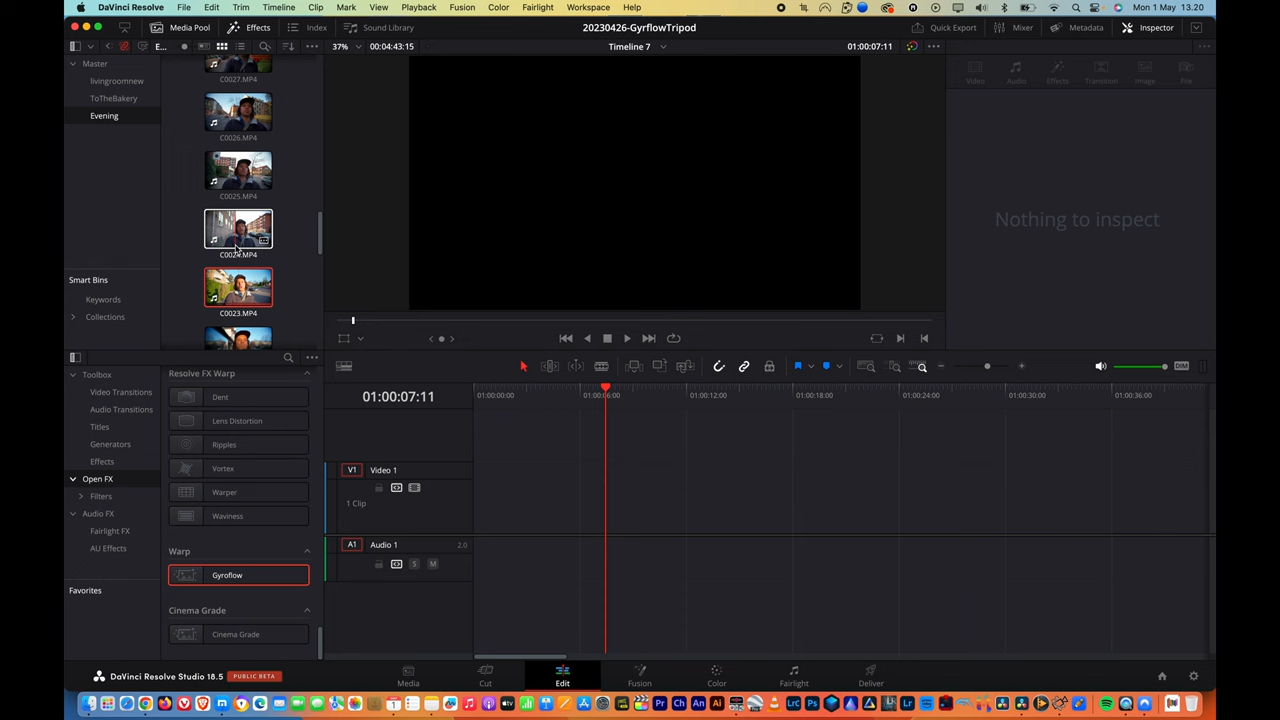 DaVinci Resolve File Edit Trim Timeline Clip Mark View Playback Fusion Color Fairlight Workspace Help Mon 1 May 13.20
Media Pool Effects Index Sound Library 20230426-GyrflowTripod Quick Export Mixer Metadata Inspector
E... 37% 00:04:43:15 Timeline 7 01:00:07:11
Master
livingroomnew
ToTheBakery
Evening
C0027.MP4
C0026.MP4
C0025.MP4
C0024.MP4
C0023.MP4
Video Audio Effects Transition Image File
Nothing to inspect
Smart Bins
Keywords
Collections
Toolbox
Video Transitions
Audio Transitions
Titles
Generators
Effects
Open FX
Filters
Audio FX
Fairlight FX
AU Effects
Favorites
Resolve FX Warp
Dent
Lens Distortion
Ripples
Vortex
Warper
Waviness
Warp
Gyroflow
Cinema Grade
Cinema Grade
DIM
01:00:07:11
01:00:00:00 01:00:06:00 01:00:12:00 01:00:18:00 01:00:24:00 01:00:30:00 01:00:36:00
V1 Video 1
1 Clip
A1 Audio 1 2.0
S M
DaVinci Resolve Studio 18.5 PUBLIC BETA
Media Cut Edit Fusion Color Fairlight Deliver